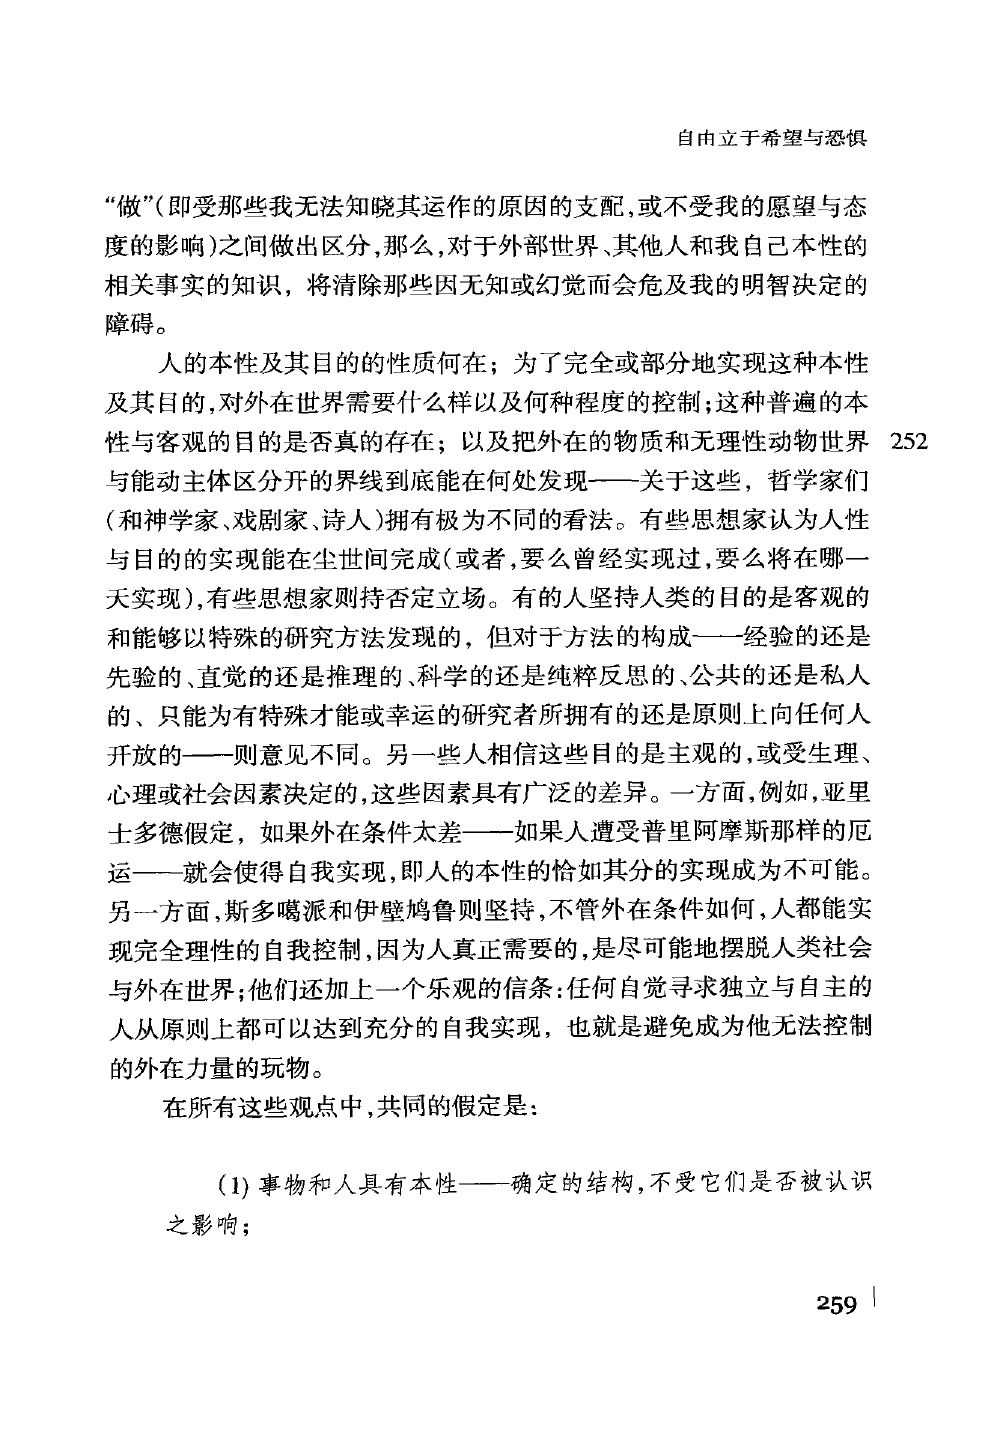 自由立于希望与恐惧
“做”(即受那些我无法知晓其运作的原因的支配,或不受我的愿望与态
度的影响)之间做出区分,那么,对于外部世界、其他人和我自己本性的
相关事实的知识，将清除那些因无知或幻觉而会危及我的明智决定的
障碍。
人的本性及其目的的性质何在；为了完全或部分地实现这种本性
及其目的,对外在世界需要什么样以及何种程度的控制;这种普遍的本
性与客观的目的是否真的存在；以及把外在的物质和无理性动物世界 252
与能动主体区分开的界线到底能在何处发现——关于这些，哲学家们
(和神学家、戏剧家、诗人)拥有极为不同的看法。有些思想家认为人性
与目的的实现能在尘世间完成(或者,要么曾经实现过,要么将在哪一
天实现),有些思想家则持否定立场。有的人坚持人类的目的是客观的
和能够以特殊的研究方法发现的，但对于方法的构成——经验的还是
先验的、直觉的还是推理的、科学的还是纯粹反思的、公共的还是私人
的、只能为有特殊才能或幸运的研究者所拥有的还是原则上向任何人
开放的——则意见不同。另一些人相信这些目的是主观的,或受生理、
心理或社会因素决定的,这些因素具有广泛的差异。一方面,例如,亚里
士多德假定，如果外在条件太差——如果人遭受普里阿摩斯那样的厄
运——就会使得自我实现,即人的本性的恰如其分的实现成为不可能。
另一方面,斯多噶派和伊壁鸠鲁则坚持,不管外在条件如何,人都能实
现完全理性的自我控制,因为人真正需要的,是尽可能地摆脱人类社会
与外在世界;他们还加上一个乐观的信条:任何自觉寻求独立与自主的
人从原则上都可以达到充分的自我实现，也就是避免成为他无法控制
的外在力量的玩物。
在所有这些观点中,共同的假定是:
(1) 事物和人具有本性——确定的结构,不受它们是否被认识
之影响;
259